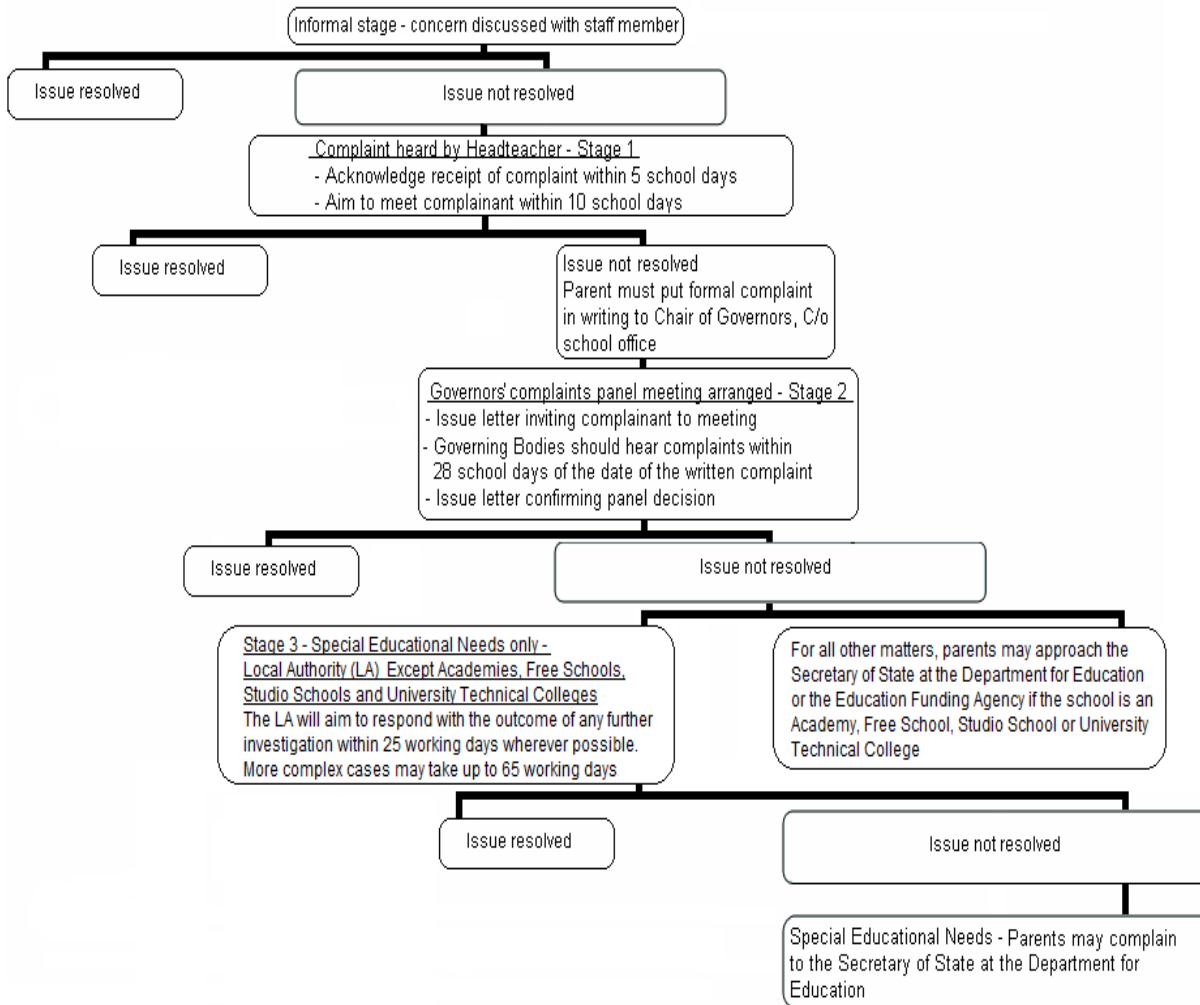 Informal stage - concern discussed with staff member
Issue resolved
Issue not resolved
Complaint heard by Headteacher - Stage 1
- Acknowledge receipt of complaint within 5 school days
- Aim to meet complainant within 10 school days
Issue resolved
Issue not resolved
Parent must put formal complaint
in writing to Chair of Governors, C/o
school office
Governors' complaints panel meeting arranged - Stage 2
- Issue letter inviting complainant to meeting
- Governing Bodies should hear complaints within
28 school days of the date of the written complaint
- Issue letter confirming panel decision
Issue resolved
Issue not resolved
Stage 3 - Special Educational Needs only -
Local Authority (LA) Except Academies, Free Schools,
Studio Schools and University Technical Colleges
The LA will aim to respond with the outcome of any further
investigation within 25 working days wherever possible.
More complex cases may take up to 65 working days
For all other matters, parents may approach the
Secretary of State at the Department for Education
or the Education Funding Agency if the school is an
Academy, Free School, Studio School or University
Technical College
Issue resolved
Issue not resolved
Special Educational Needs - Parents may complain
to the Secretary of State at the Department for
Education